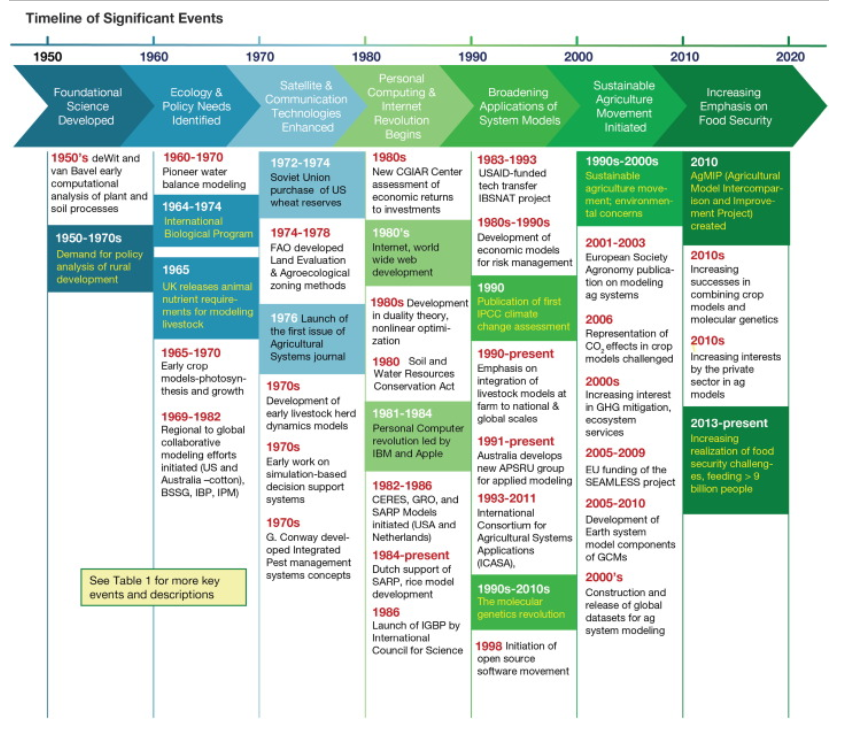 Timeline of Significant Events
1950
1960
1970
1980
1990
2000
2010
2020
Foundational
Science
Developed
Ecology &
Policy Needs
Identified
Satellite &
Communication
Technologies
Enhanced
Personal
Computing &
Internet
Revolution
Begins
Broadening
Applications of
System Models
Sustainable
Agriculture
Movement
Initiated
Increasing
Emphasis on
Food Security
1950's deWit and
van Bavel early
computational
analysis of plant and
soil processes
1950-1970s
Demand for policy
analysis of rural
development
1960-1970
Pioneer water
balance modeling
1964-1974
International
Biological Program
1965
UK releases animal
nutrient require-
ments for modeling
livestock
1965-1970
Early crop
models-photosyn-
thesis and growth
1969-1982
Regional to global
collaborative
modeling efforts
initiated (US and
Australia –cotton),
BSSG, IBP, IPM)
See Table 1 for more key
events and descriptions
1972-1974
Soviet Union
purchase of US
wheat reserves
1974-1978
FAO developed
Land Evaluation
& Agroecological
zoning methods
1976 Launch of
the first issue of
Agricultural
Systems journal
1970s
Development of
early livestock herd
dynamics models
1970s
Early work on
simulation-based
decision support
systems
1970s
G. Conway devel-
oped Integrated
Pest management
systems concepts
1980s
New CGIAR Center
assessment of
economic returns
to investments
1980's
Internet, world
wide web
development
1980s Development
in duality theory,
nonlinear optimi-
zation
1980 Soil and
Water Resources
Conservation Act
1981-1984
Personal Computer
revolution led by
IBM and Apple
1982-1986
CERES, GRO, and
SARP Models
initiated (USA and
Netherlands)
1984-present
Dutch support of
SARP, rice model
development
1986
Launch of IGBP by
International
Council for Science
1983-1993
USAID-funded
tech transfer
IBSNAT project
1980s-1990s
Development of
economic models
for risk management
1990
Publication of first
IPCC climate
change assessment
1990-present
Emphasis on
integration of
livestock models at
farm to national &
global scales
1991-present
Australia develops
new APSRU group
for applied modeling
1993-2011
International
Consortium for
Agricultural Systems
Applications
(ICASA),
1990s-2010s
The molecular
genetics revolution
1998 Initiation of
open source
software movement
1990s-2000s
Sustainable
agriculture move-
ment; environmen-
tal concerns
2001-2003
European Society
Agronomy publica-
tion on modeling
ag systems
2006
Representation of
CO2 effects in crop
models challenged
2000s
Increasing interest
in GHG mitigation,
ecosystem
services
2005-2009
EU funding of the
SEAMLESS project
2005-2010
Development of
Earth system
model components
of GCMs
2000's
Construction and
release of global
datasets for ag
system modeling
2010
AgMIP (Agricultural
Model Intercompar-
ison and Improve-
ment Project)
created
2010s
Increasing
successes in
combining crop
models and
molecular genetics
2010s
Increasing interests
by the private
sector in ag
models
2013-present
Increasing
realization of food
security challeng-
es, feeding > 9
billion people